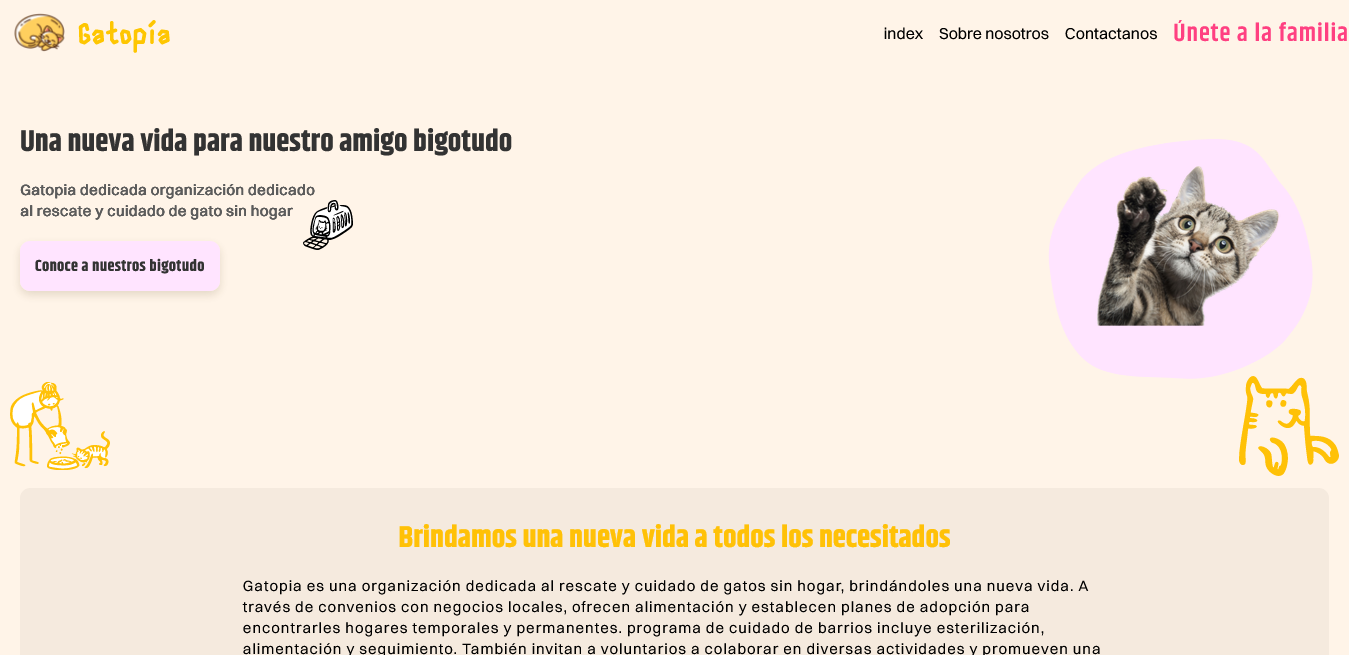 Gatopía
index Sobre nosotros Contactanos Únete a la familia
Una nueva vida para nuestro amigo bigotudo
Gatopia dedicada organización dedicado
al rescate y cuidado de gato sin hogar
Conoce a nuestros bigotudo
Brindamos una nueva vida a todos los necesitados
Gatopia es una organización dedicada al rescate y cuidado de gatos sin hogar, brindándoles una nueva vida. A
través de convenios con negocios locales, ofrecen alimentación y establecen planes de adopción para
encontrarles hogares temporales y permanentes. programa de cuidado de barrios incluye esterilización,
alimentación y seguimiento. También invitan a voluntarios a colaborar en diversas actividades y promueven una